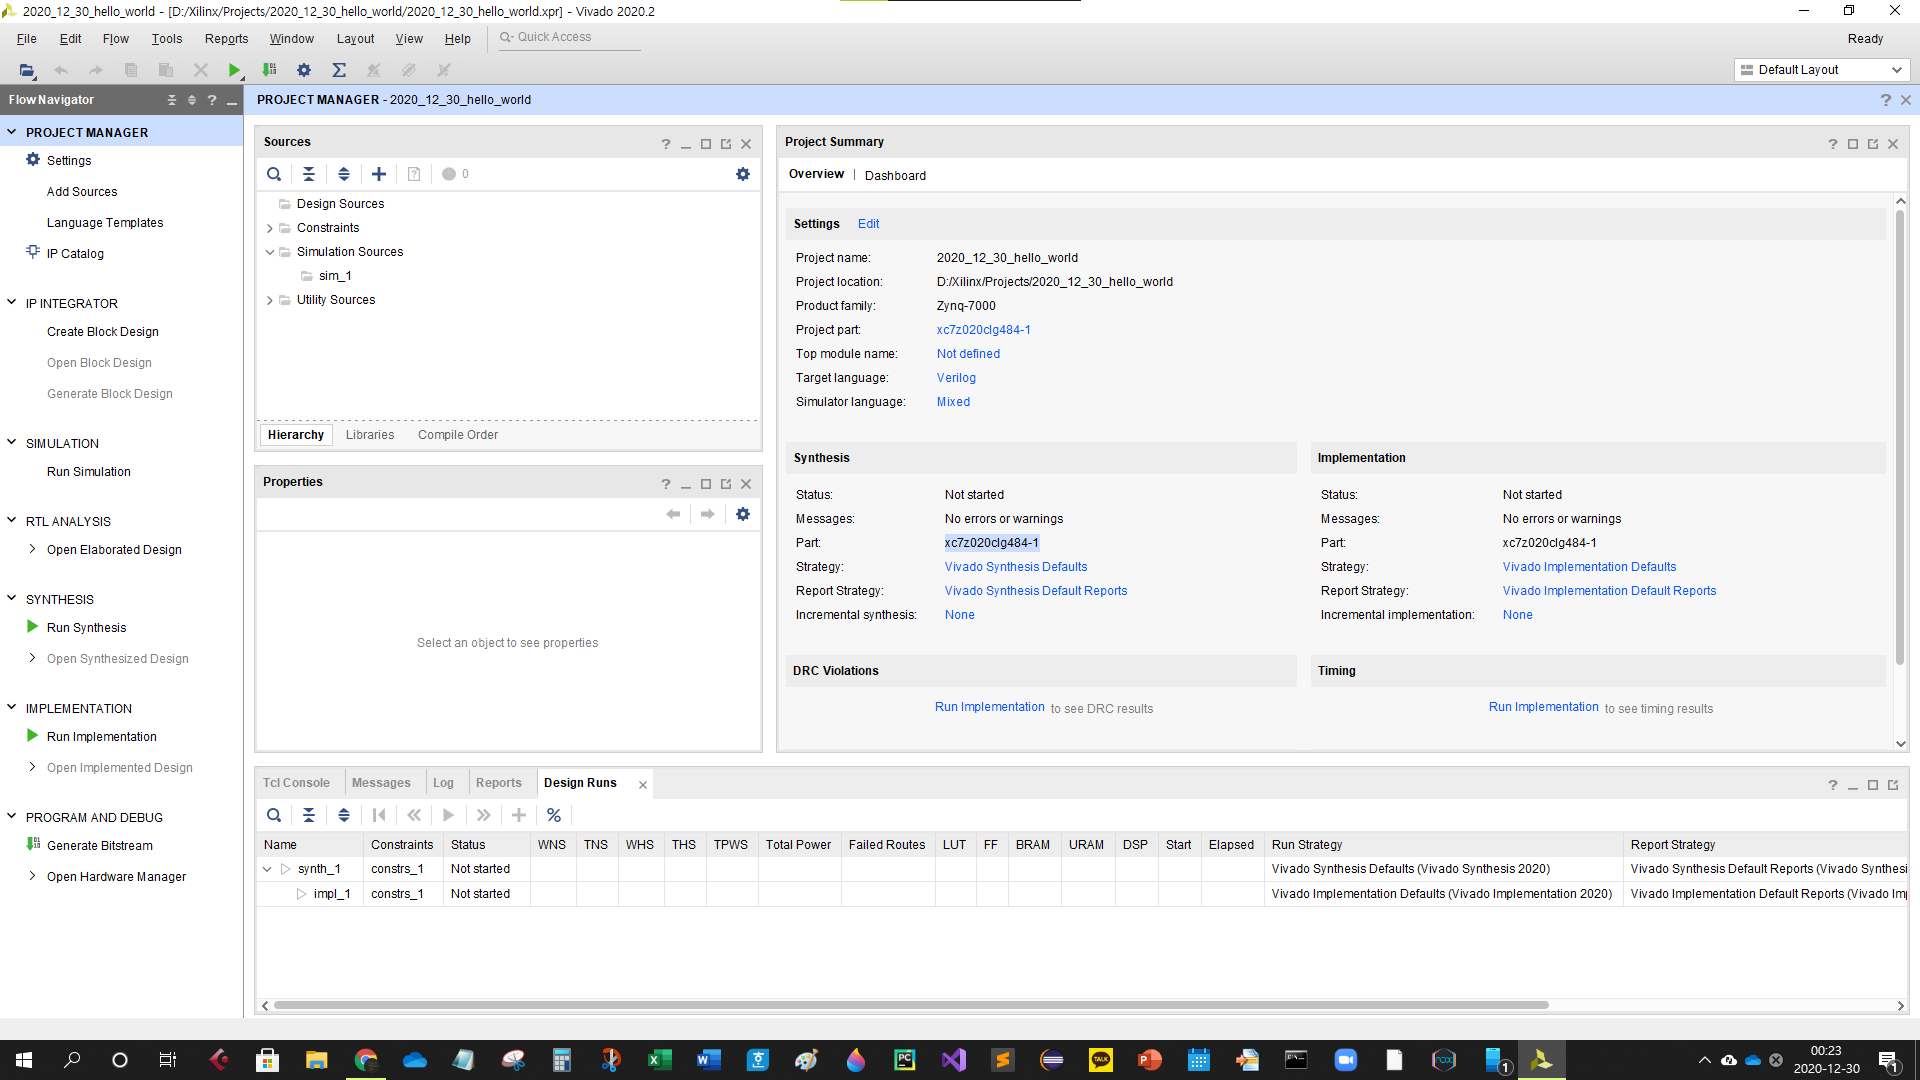 2020_12_30_hello_world - [D:/Xilinx/Projects/2020_12_30_hello_world/2020_12_30_hello_world.xpr] - Vivado 2020.2
File Edit Flow Tools Reports Window Layout View Help Quick Access Ready
Default Layout
Flow Navigator
PROJECT MANAGER
Settings
Add Sources
Language Templates
IP Catalog
IP INTEGRATOR
Create Block Design
Open Block Design
Generate Block Design
SIMULATION
Run Simulation
RTL ANALYSIS
Open Elaborated Design
SYNTHESIS
Run Synthesis
Open Synthesized Design
IMPLEMENTATION
Run Implementation
Open Implemented Design
PROGRAM AND DEBUG
Generate Bitstream
Open Hardware Manager
PROJECT MANAGER - 2020_12_30_hello_world
Sources
0
Design Sources
Constraints
Simulation Sources
sim_1
Utility Sources
Hierarchy Libraries Compile Order
Properties
Select an object to see properties
Project Summary
Overview | Dashboard
Settings Edit
Project name: 2020_12_30_hello_world
Project location: D:/Xilinx/Projects/2020_12_30_hello_world
Product family: Zynq-7000
Project part: xc7z020clg484-1
Top module name: Not defined
Target language: Verilog
Simulator language: Mixed
Synthesis
Status: Not started
Messages: No errors or warnings
Part: xc7z020clg484-1
Strategy: Vivado Synthesis Defaults
Report Strategy: Vivado Synthesis Default Reports
Incremental synthesis: None
Implementation
Status: Not started
Messages: No errors or warnings
Part: xc7z020clg484-1
Strategy: Vivado Implementation Defaults
Report Strategy: Vivado Implementation Default Reports
Incremental implementation: None
DRC Violations
Run Implementation to see DRC results
Timing
Run Implementation to see timing results
Tcl Console Messages Log Reports Design Runs
Name Constraints Status WNS TNS WHS THS TPWS Total Power Failed Routes LUT FF BRAM URAM DSP Start Elapsed Run Strategy Report Strategy
synth_1 constrs_1 Not started Vivado Synthesis Defaults (Vivado Synthesis 2020) Vivado Synthesis Default Reports (Vivado Synthesi
impl_1 constrs_1 Not started Vivado Implementation Defaults (Vivado Implementation 2020) Vivado Implementation Default Reports (Vivado Im
00:23
2020-12-30